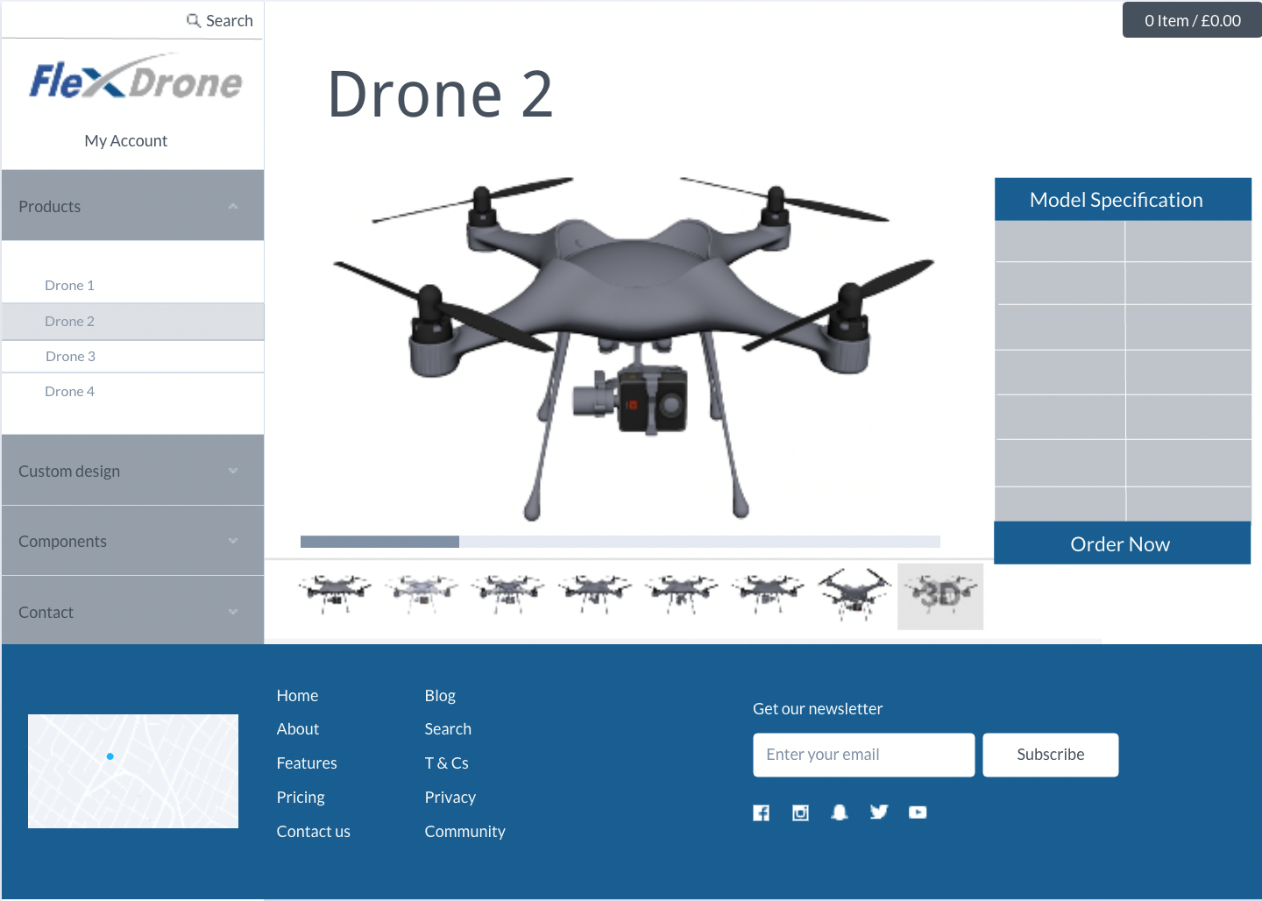 Search
0 Item / £0.00
FlexDrone
My Account
Drone 2
Products
Drone 1
Drone 2
Drone 3
Drone 4
Custom design
Components
Contact
Model Specification
Order Now
3D
Home
About
Features
Pricing
Contact us
Blog
Search
T & Cs
Privacy
Community
Get our newsletter
Enter your email
Subscribe